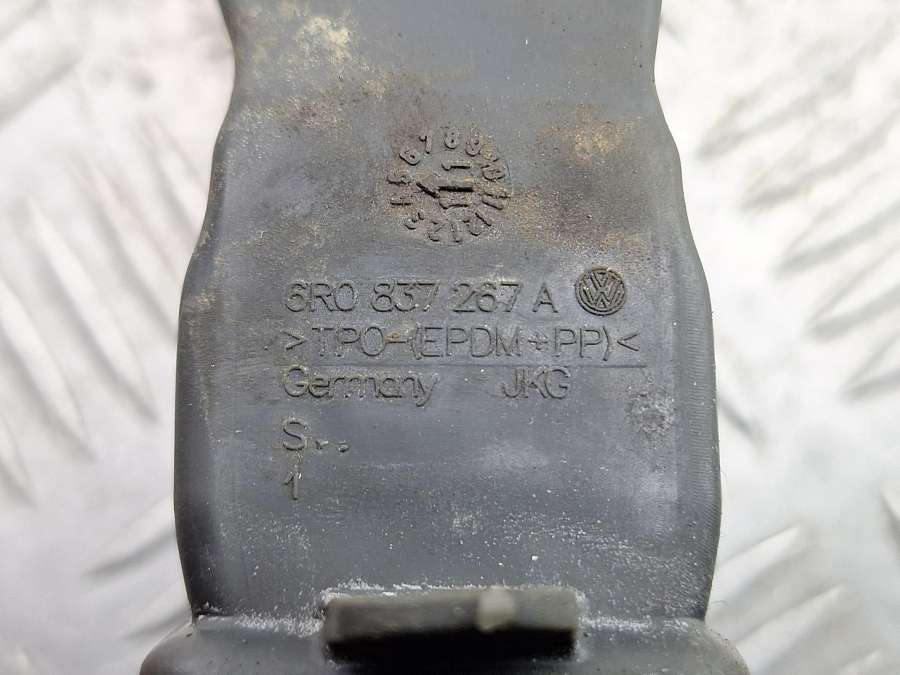 6R0 837 267 A
>TPO-(EPDM+PP)<
Germany JKG
S
1